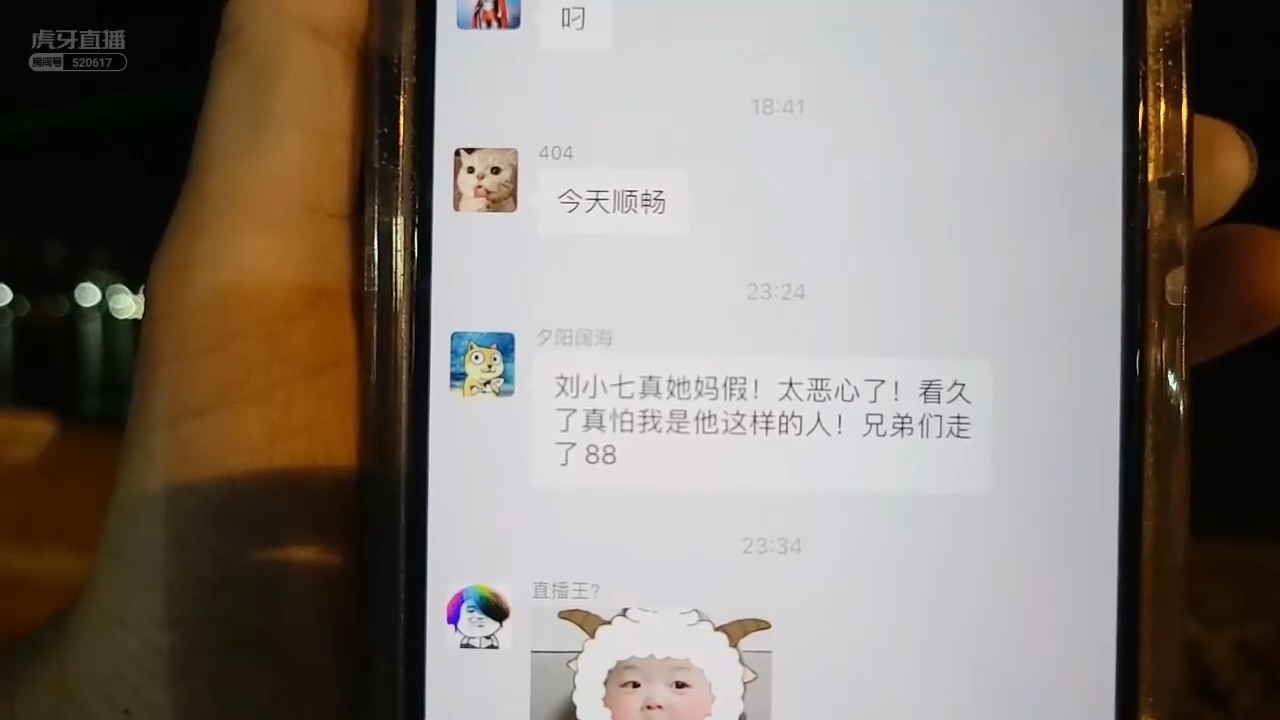 虎牙直播
房间号 520617
叼
18:41
404
今天顺畅
23:24
夕阳阔海
刘小七真她妈假！太恶心了！看久
了真怕我是他这样的人！兄弟们走
了88
23:34
直播王?